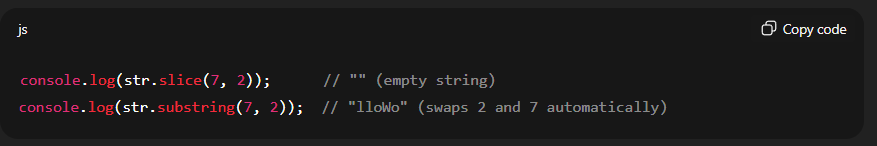 js
Copy code
console.log(str.slice(7, 2));      // "" (empty string)
console.log(str.substring(7, 2));  // "lloWo" (swaps 2 and 7 automatically)